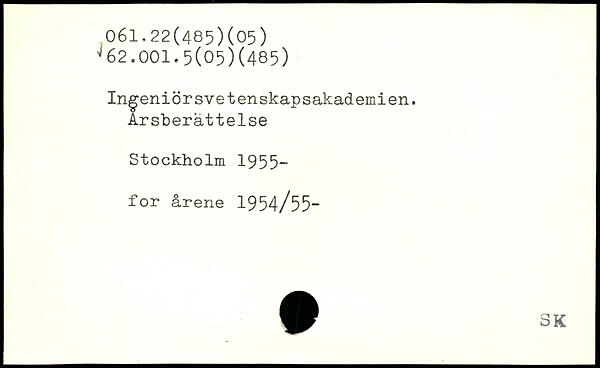 061.22(485)(05)
√62.001.5(05)(485)
Ingeniörsvetenskapsakademien.
Årsberättelse
Stockholm 1955-
for årene 1954/55-
SK